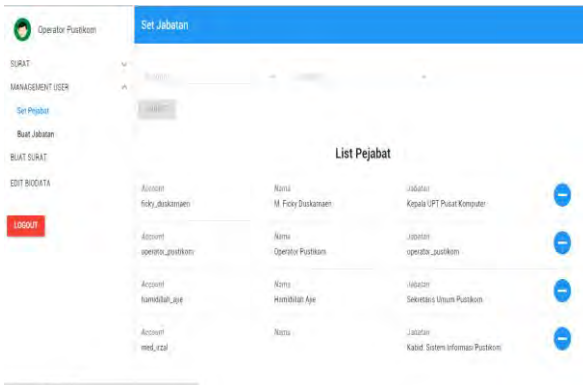 Operator Pustikom
Set Jabatan
SURAT
MANAGEMENT USER
Set Pejabat
Buat Jabatan
BUAT SURAT
EDIT BIODATA
LOGOUT
List Pejabat
Account Nama Jabatan
ficky_duskarnaen M. Ficky Duskarnaen Kepala UPT Pusat Komputer
Account Nama Jabatan
operator_pustikom Operator Pustikom operator_pustikom
Account Nama Jabatan
hamidillah_ajie Hamidillah Ajie Sekretaris Umum Pustikom
Account Nama Jabatan
med_irzal Kabid. Sistem Informasi Pustikom